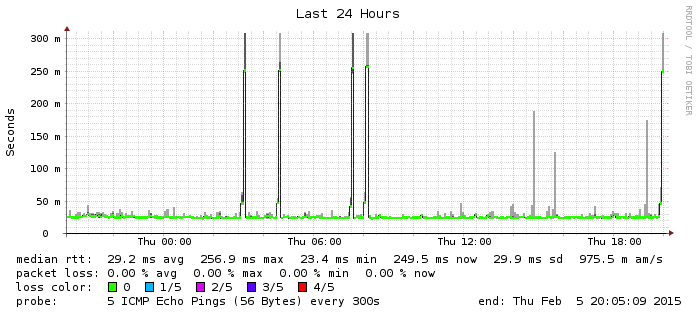 Last 24 Hours
RRDTOOL / TOBI OETIKER
Seconds
300 m
250 m
200 m
150 m
100 m
50 m
0
Thu 00:00 Thu 06:00 Thu 12:00 Thu 18:00
median rtt: 29.2 ms avg 256.9 ms max 23.4 ms min 249.5 ms now 29.9 ms sd 975.5 m am/s
packet loss: 0.00 % avg 0.00 % max 0.00 % min 0.00 % now
loss color: 0 1/5 2/5 3/5 4/5
probe: 5 ICMP Echo Pings (56 Bytes) every 300s end: Thu Feb 5 20:05:09 2015